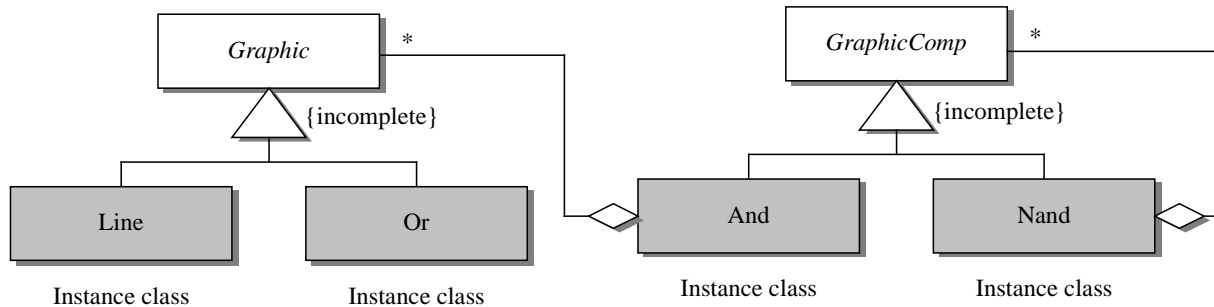 Graphic
*
{incomplete}
Line
Or
Instance class
Instance class
GraphicComp
*
{incomplete}
And
Nand
Instance class
Instance class